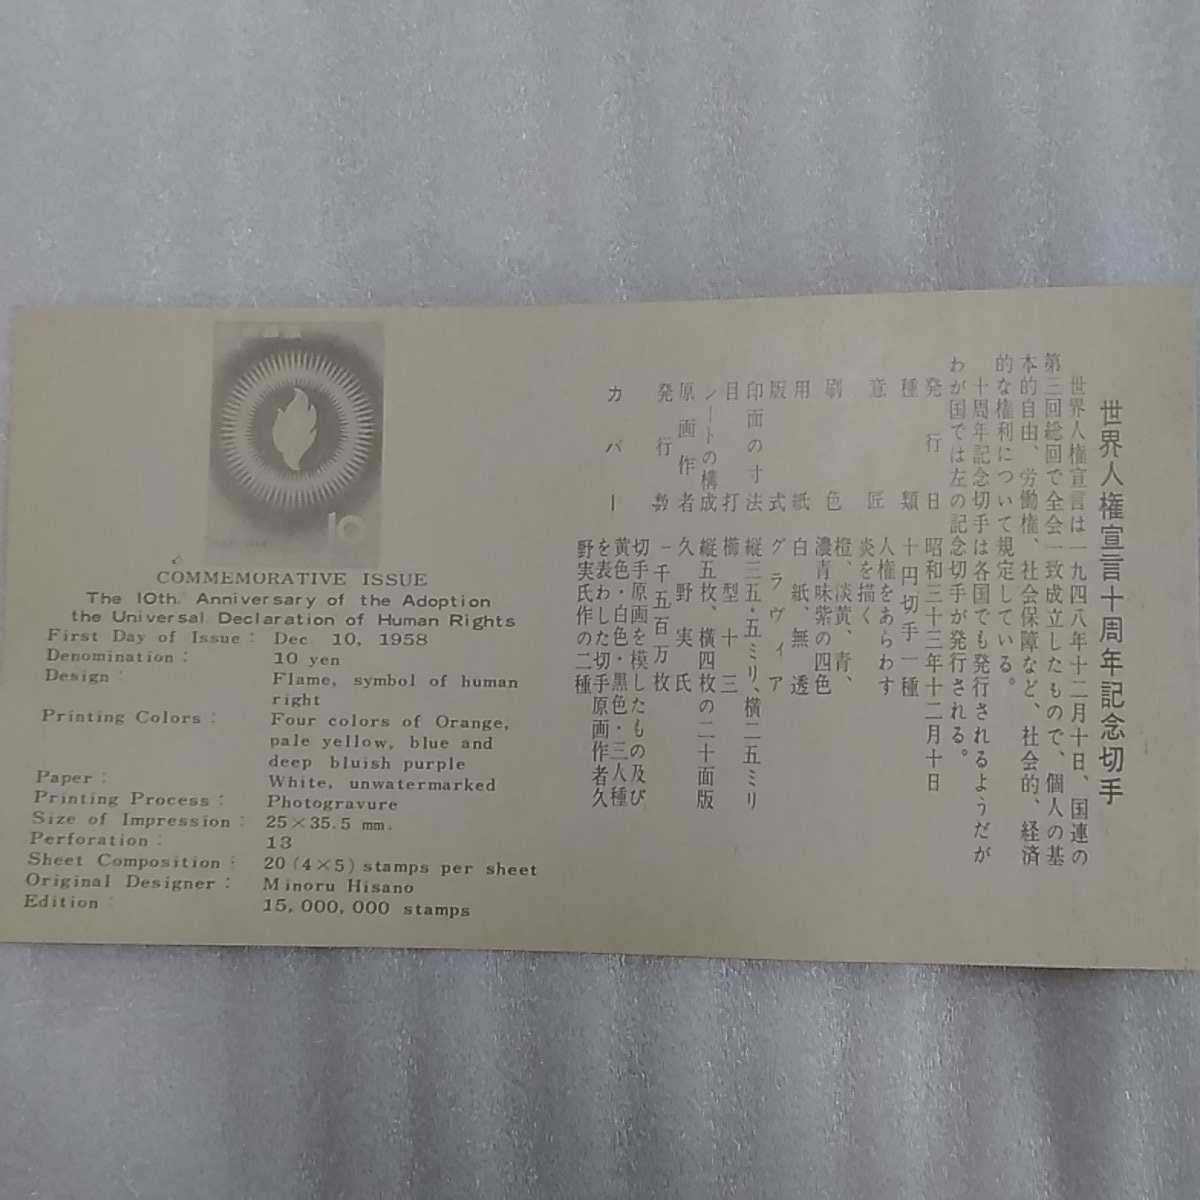 世界人権宣言十周年記念切手
世界人権宣言は一九四八年十二月十日、国連の
第三回総回で全会一致成立したもので、個人の基
本的自由、労働権、社会保障など、社会的、経済
的な権利について規定している。
十周年記念切手は各国でも発行されるようだが
わが国では左の記念切手が発行される。
発行日 昭和三十三年十二月十日
種類 十円切手一種
意匠 人権をあらわす
炎を描く
刷色 橙、淡黄、青、
濃青味紫の四色
用紙 白紙、無透
版式 グラヴィア
印面の寸法 縦三五・五ミリ、横二五ミリ
目打 櫛型十三
シートの構成 縦五枚、横四枚の二十面版
原画作者 久野実氏
発行数 一千五百万枚
カバー 切手原画を模したもの及び
黄色・白色・黒色・三人種
を表わした切手原画作者久
野実氏作の二種
10
COMMEMORATIVE ISSUE
The 10th. Anniversary of the Adoption
the Universal Declaration of Human Rights
First Day of Issue : Dec. 10, 1958
Denomination : 10 yen
Design : Flame, symbol of human
right
Printing Colors : Four colors of Orange,
pale yellow, blue and
deep bluish purple
Paper : White, unwatermarked
Printing Process : Photogravure
Size of Impression : 25×35.5 mm.
Perforation : 13
Sheet Composition : 20 (4×5) stamps per sheet
Original Designer : Minoru Hisano
Edition : 15,000,000 stamps